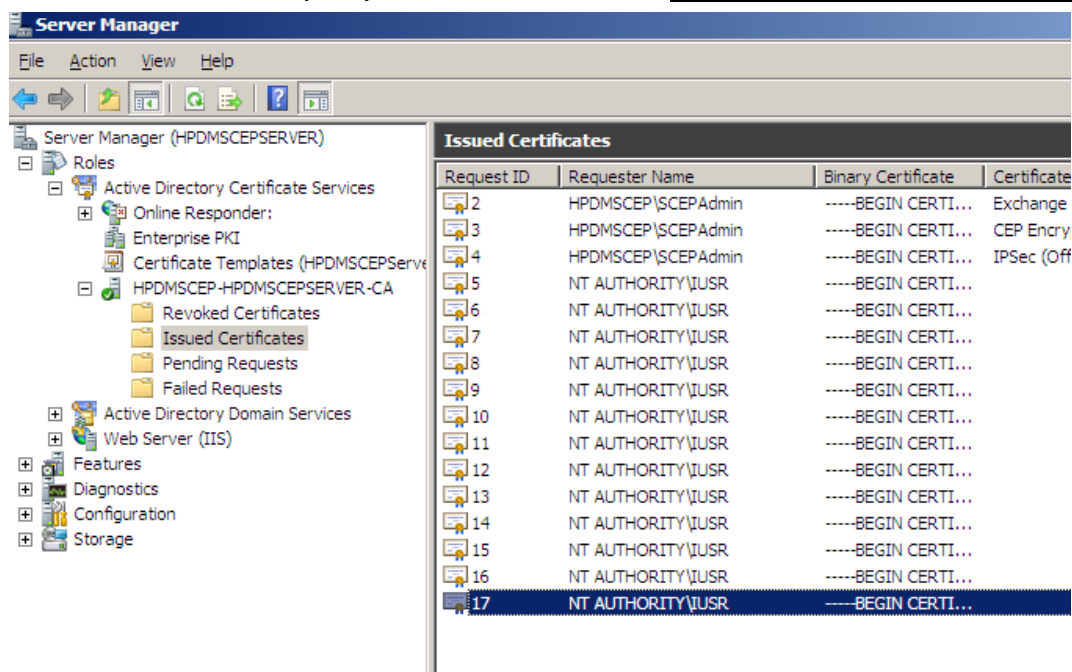 Server Manager
File Action View Help
Server Manager (HPDMSCEPSERVER)
Roles
Active Directory Certificate Services
Online Responder:
Enterprise PKI
Certificate Templates (HPDMSCEPServe
HPDMSCEP-HPDMSCEPSERVER-CA
Revoked Certificates
Issued Certificates
Pending Requests
Failed Requests
Active Directory Domain Services
Web Server (IIS)
Features
Diagnostics
Configuration
Storage
Issued Certificates
Request ID Requester Name Binary Certificate Certificate
2 HPDMSCEP\SCEPAdmin -----BEGIN CERTI... Exchange
3 HPDMSCEP\SCEPAdmin -----BEGIN CERTI... CEP Encry
4 HPDMSCEP\SCEPAdmin -----BEGIN CERTI... IPSec (Off
5 NT AUTHORITY\IUSR -----BEGIN CERTI...
6 NT AUTHORITY\IUSR -----BEGIN CERTI...
7 NT AUTHORITY\IUSR -----BEGIN CERTI...
8 NT AUTHORITY\IUSR -----BEGIN CERTI...
9 NT AUTHORITY\IUSR -----BEGIN CERTI...
10 NT AUTHORITY\IUSR -----BEGIN CERTI...
11 NT AUTHORITY\IUSR -----BEGIN CERTI...
12 NT AUTHORITY\IUSR -----BEGIN CERTI...
13 NT AUTHORITY\IUSR -----BEGIN CERTI...
14 NT AUTHORITY\IUSR -----BEGIN CERTI...
15 NT AUTHORITY\IUSR -----BEGIN CERTI...
16 NT AUTHORITY\IUSR -----BEGIN CERTI...
17 NT AUTHORITY\IUSR -----BEGIN CERTI...